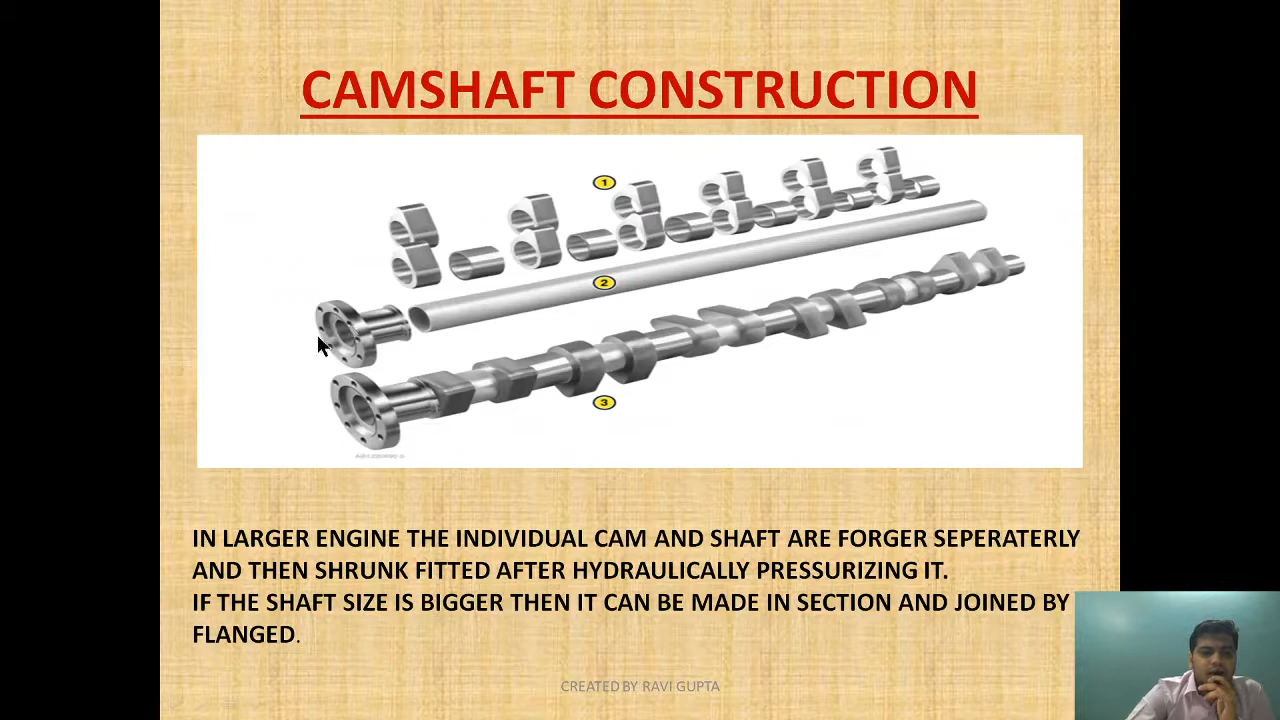 CAMSHAFT CONSTRUCTION
1
2
3
IN LARGER ENGINE THE INDIVIDUAL CAM AND SHAFT ARE FORGER SEPERATERLY
AND THEN SHRUNK FITTED AFTER HYDRAULICALLY PRESSURIZING IT.
IF THE SHAFT SIZE IS BIGGER THEN IT CAN BE MADE IN SECTION AND JOINED BY
FLANGED.
CREATED BY RAVI GUPTA